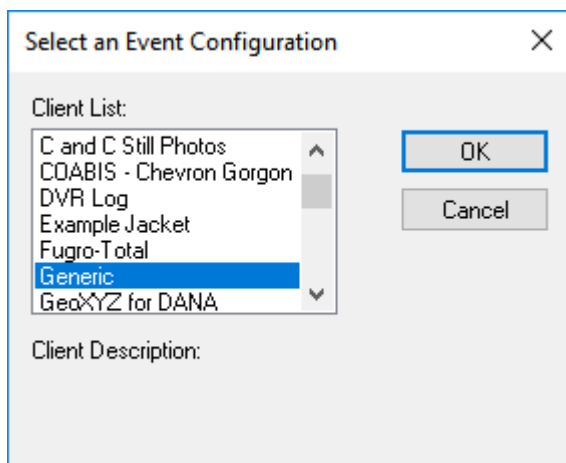 Select an Event Configuration
Client List:
C and C Still Photos
COABIS - Chevron Gorgon
DVR Log
Example Jacket
Fugro-Total
Generic
GeoXYZ for DANA
OK
Cancel
Client Description: